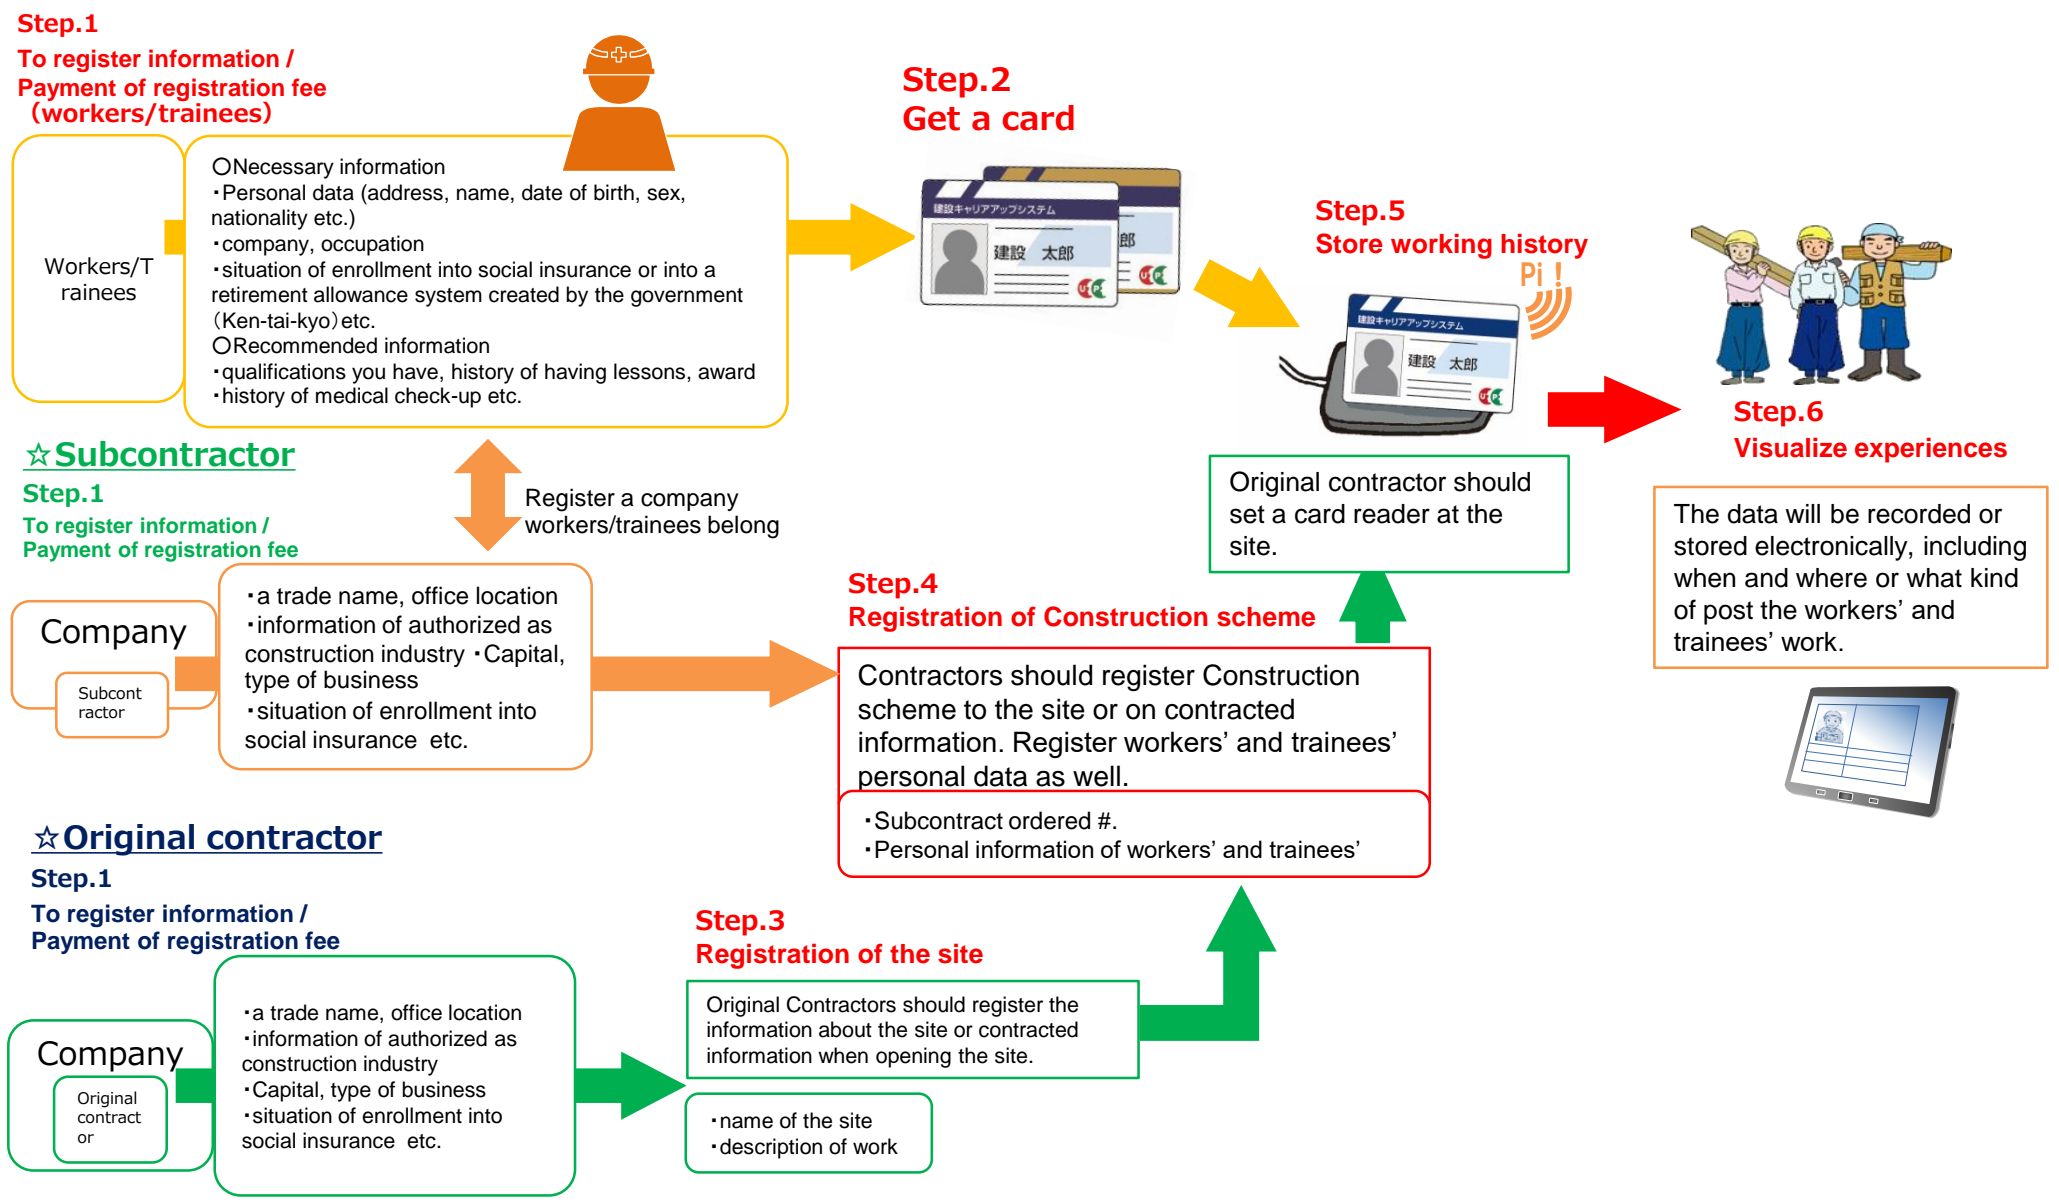 Step.1
To register information /
Payment of registration fee
（workers/trainees）
Workers/T
rainees
○Necessary information
・Personal data (address, name, date of birth, sex,
nationality etc.)
・company, occupation
・situation of enrollment into social insurance or into a
retirement allowance system created by the government
（Ken-tai-kyo）etc.
○Recommended information
・qualifications you have, history of having lessons, award
・history of medical check-up etc.
Step.2
Get a card
建設キャリアアップシステム
建設 太郎
郎
Step.5
Store working history
Pi！
建設キャリアアップシステム
建設 太郎
Original contractor should
set a card reader at the
site.
Step.6
Visualize experiences
The data will be recorded or
stored electronically, including
when and where or what kind
of post the workers’ and
trainees’ work.
☆Subcontractor
Step.1
To register information /
Payment of registration fee
Register a company
workers/trainees belong
Company
Subcont
ractor
・a trade name, office location
・information of authorized as
construction industry ・Capital,
type of business
・situation of enrollment into
social insurance etc.
Step.4
Registration of Construction scheme
Contractors should register Construction
scheme to the site or on contracted
information. Register workers’ and trainees’
personal data as well.
・Subcontract ordered #.
・Personal information of workers’ and trainees’
☆Original contractor
Step.1
To register information /
Payment of registration fee
Company
Original
contract
or
・a trade name, office location
・information of authorized as
construction industry
・Capital, type of business
・situation of enrollment into
social insurance etc.
Step.3
Registration of the site
Original Contractors should register the
information about the site or contracted
information when opening the site.
・name of the site
・description of work